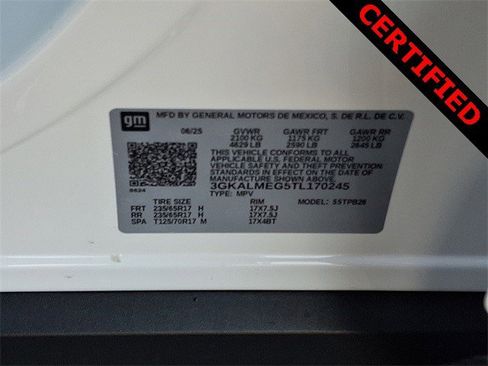 CERTIFIED
gm
MFD BY GENERAL MOTORS DE MEXICO, S. DE R.L. DE C.V.
06/25 GVWR GAWR FRT GAWR RR
2100 KG 1175 KG 1200 KG
4629 LB 2590 LB 2645 LB
THIS VEHICLE CONFORMS TO ALL
APPLICABLE U.S. FEDERAL MOTOR
VEHICLE SAFETY AND THEFT PREVENTION
STANDARDS IN EFFECT ON THE DATE OF
MANUFACTURE SHOWN ABOVE.
3GKALMEG5TL170245
TYPE: MPV
TIRE SIZE RIM MODEL: 5STPB26
FRT 235/65R17 H 17X7.5J
RR 235/65R17 H 17X7.5J
SPA T125/70R17 M 17X4BT